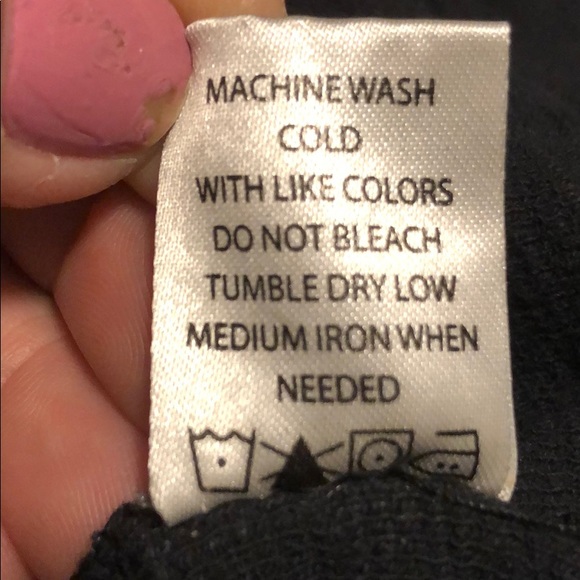 MACHINE WASH
COLD
WITH LIKE COLORS
DO NOT BLEACH
TUMBLE DRY LOW
MEDIUM IRON WHEN
NEEDED